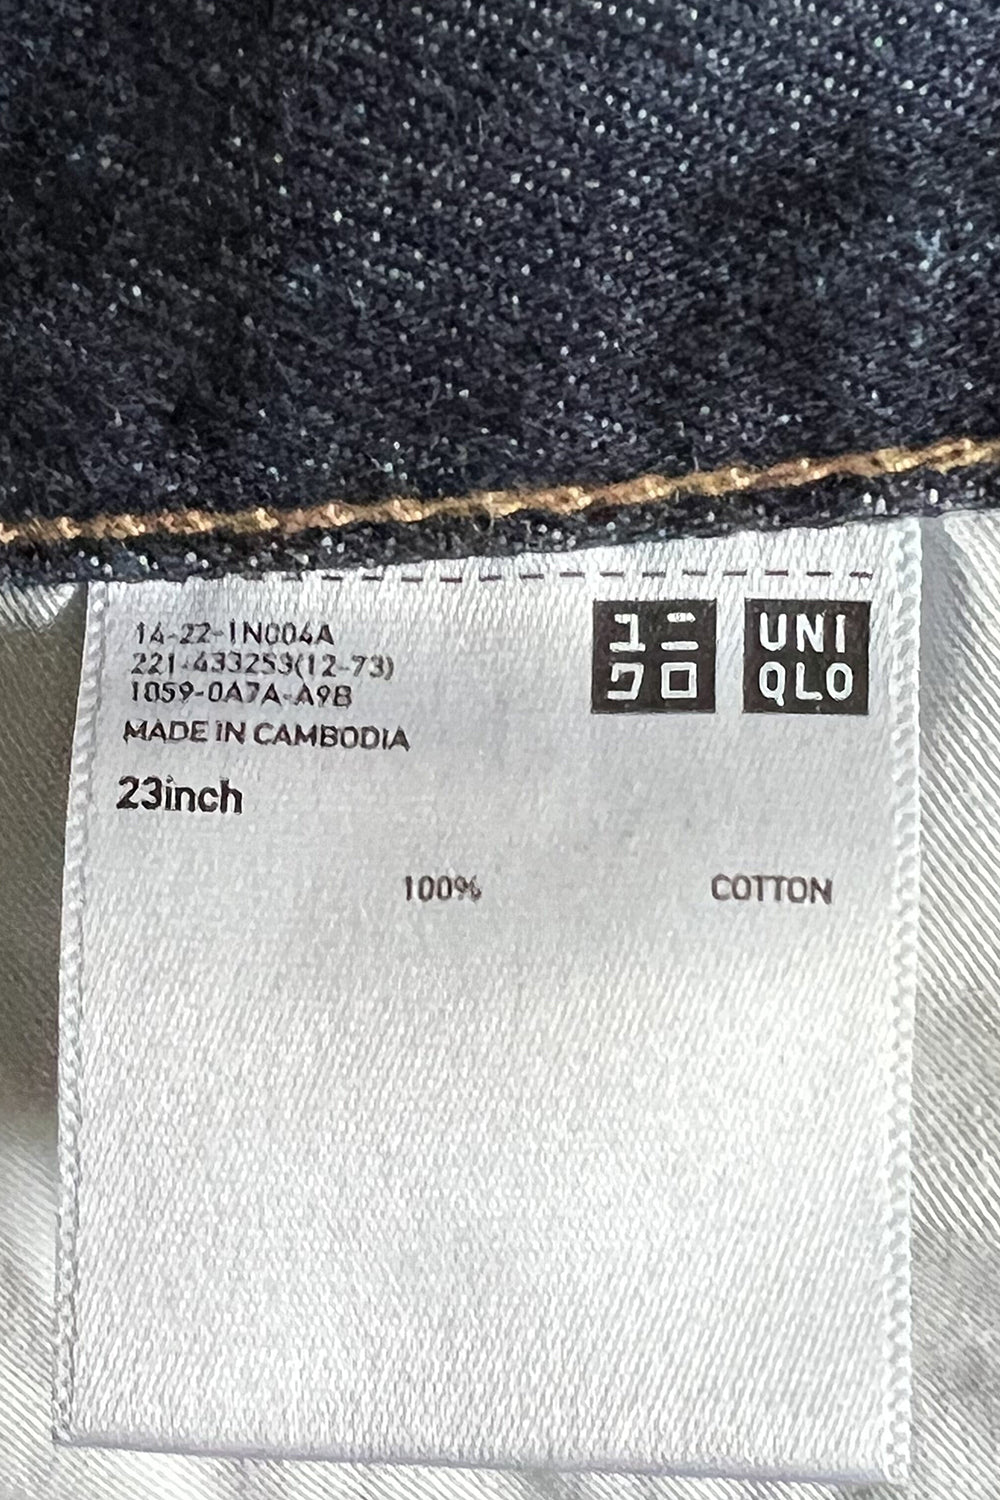 14-22-1N004A
221-433253(12-73)
1059-0A7A-A9B
MADE IN CAMBODIA
23inch
ユニ
クロ
UNI
QLO
100% COTTON